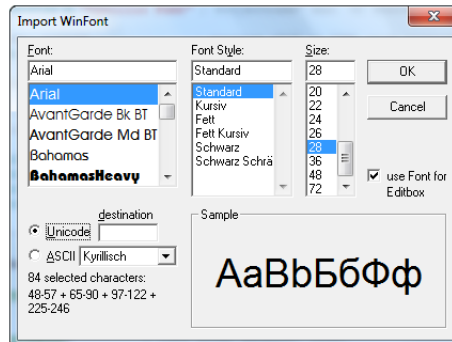 Import WinFont
Font:
Font Style:
Size:
Arial
Standard
28
OK
Arial
AvantGarde Bk BT
AvantGarde Md BT
Bahamas
BahamasHeavy
Standard
Kursiv
Fett
Fett Kursiv
Schwarz
Schwarz Schrä
20
22
24
26
28
36
48
72
Cancel
use Font for
Editbox
destination
Unicode
ASCII
Kyrillisch
84 selected characters:
48-57 + 65-90 + 97-122 +
225-246
Sample
AaBbБбФф